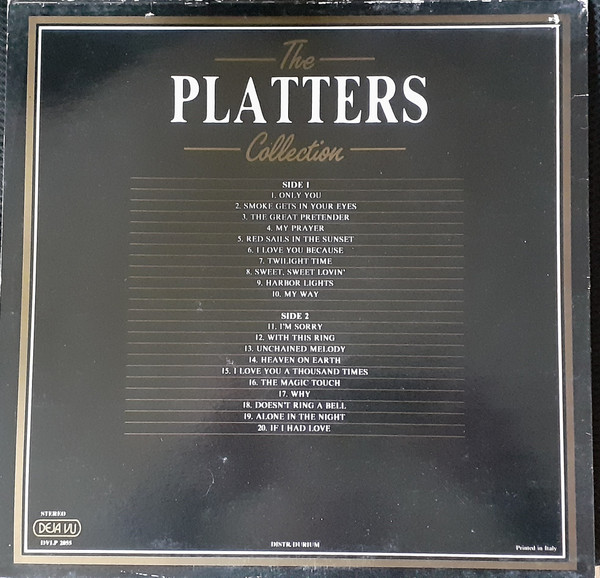 The
PLATTERS
Collection
SIDE 1
1. ONLY YOU
2. SMOKE GETS IN YOUR EYES
3. THE GREAT PRETENDER
4. MY PRAYER
5. RED SAILS IN THE SUNSET
6. I LOVE YOU BECAUSE
7. TWILIGHT TIME
8. SWEET, SWEET LOVIN'
9. HARBOR LIGHTS
10. MY WAY
SIDE 2
11. I'M SORRY
12. WITH THIS RING
13. UNCHAINED MELODY
14. HEAVEN ON EARTH
15. I LOVE YOU A THOUSAND TIMES
16. THE MAGIC TOUCH
17. WHY
18. DOESN'T RING A BELL
19. ALONE IN THE NIGHT
20. IF I HAD LOVE
STEREO
DEJA VU
DVLP 2055
DISTR. DURIUM
Printed in Italy